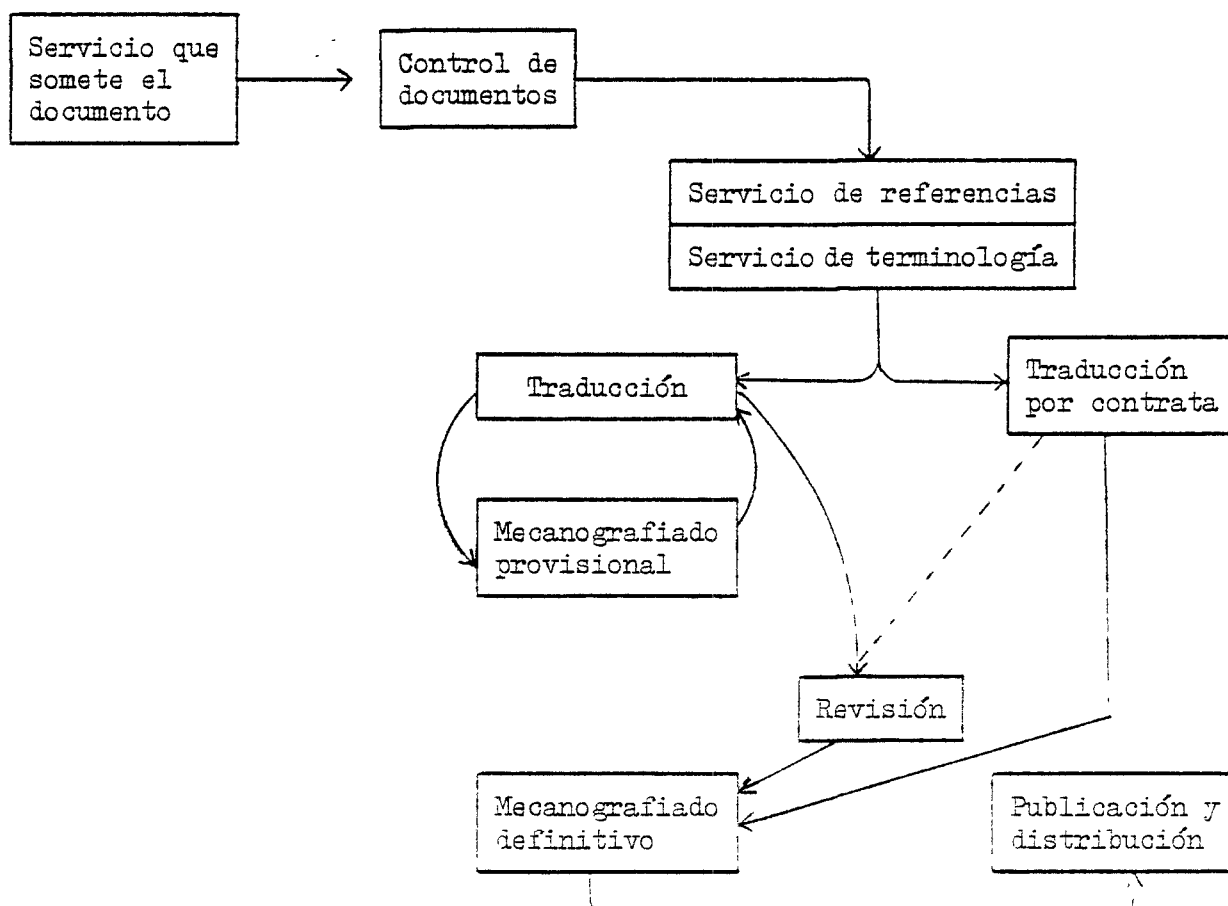 Servicio que
somete el
documento
Control de
documentos
Servicio de referencias
Servicio de terminología
Traducción
Traducción
por contrata
Mecanografiado
provisional
Revisión
Mecanografiado
definitivo
Publicación y
distribución